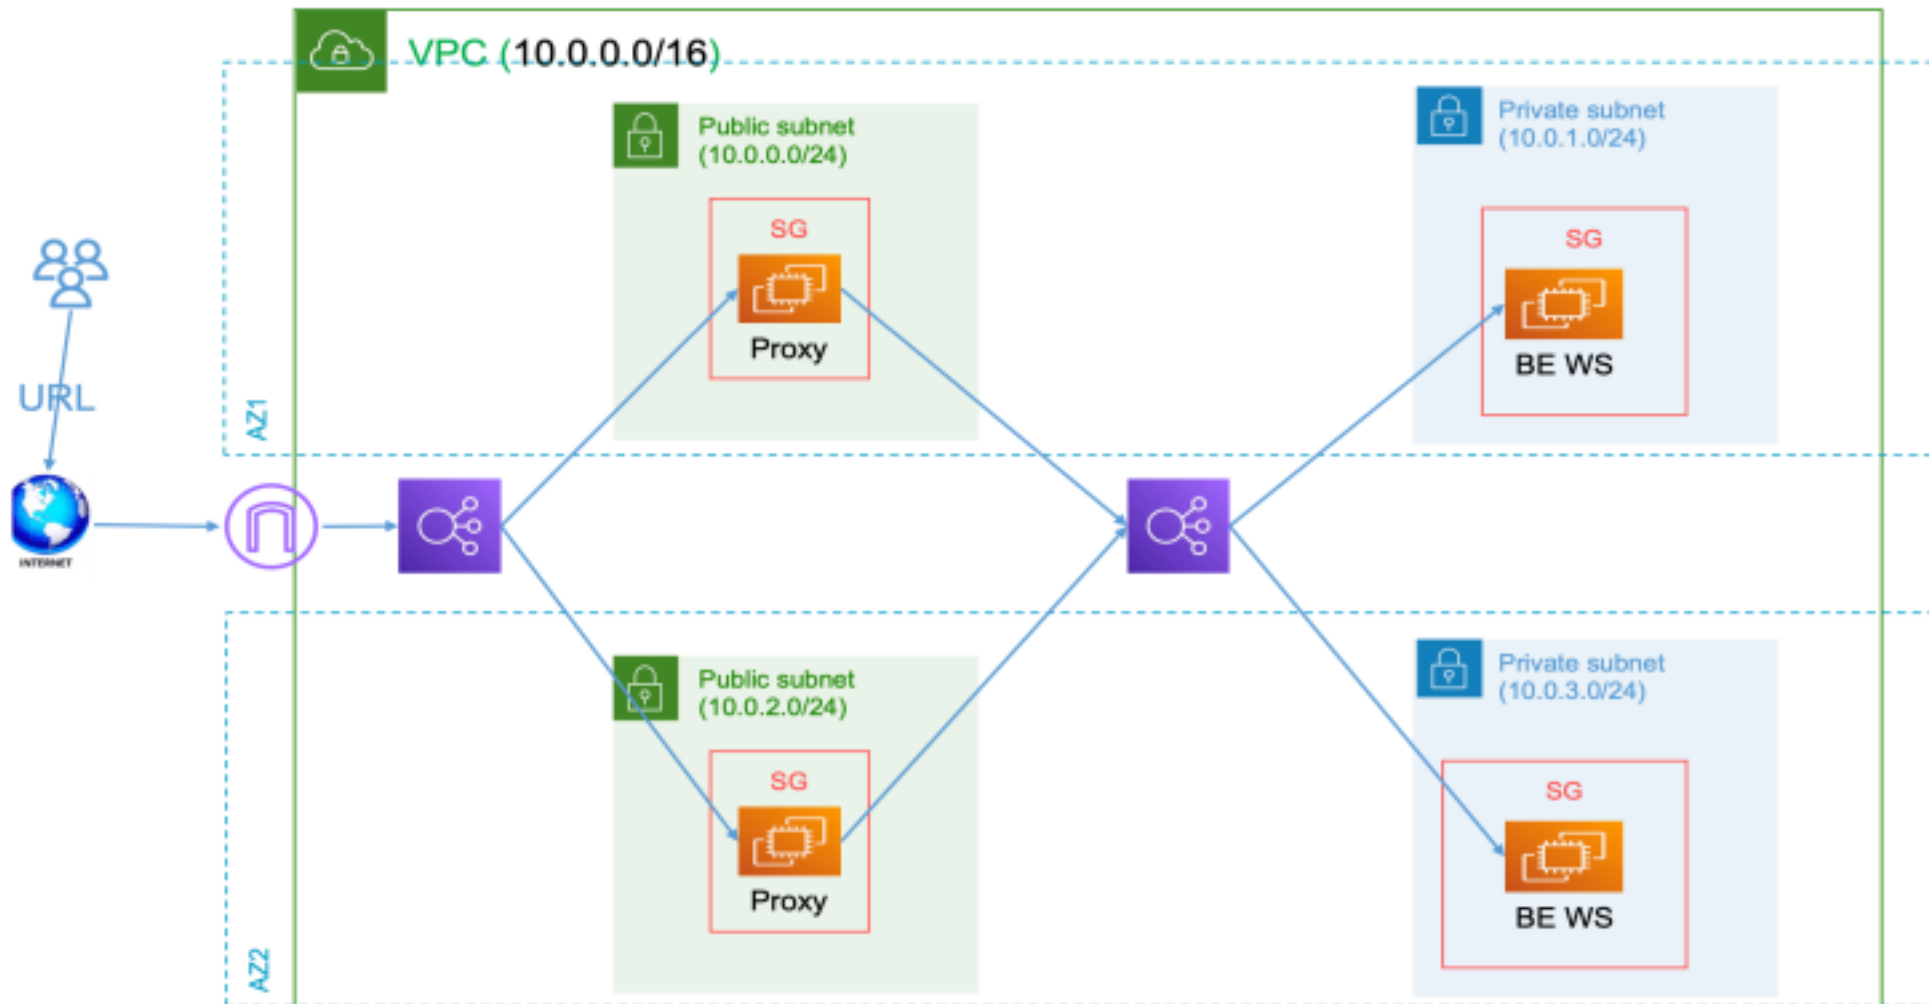 VPC (10.0.0.0/16)
Public subnet
(10.0.0.0/24)
SG
Proxy
Private subnet
(10.0.1.0/24)
SG
BE WS
URL
AZ1
INTERNET
Public subnet
(10.0.2.0/24)
SG
Proxy
Private subnet
(10.0.3.0/24)
SG
BE WS
AZ2